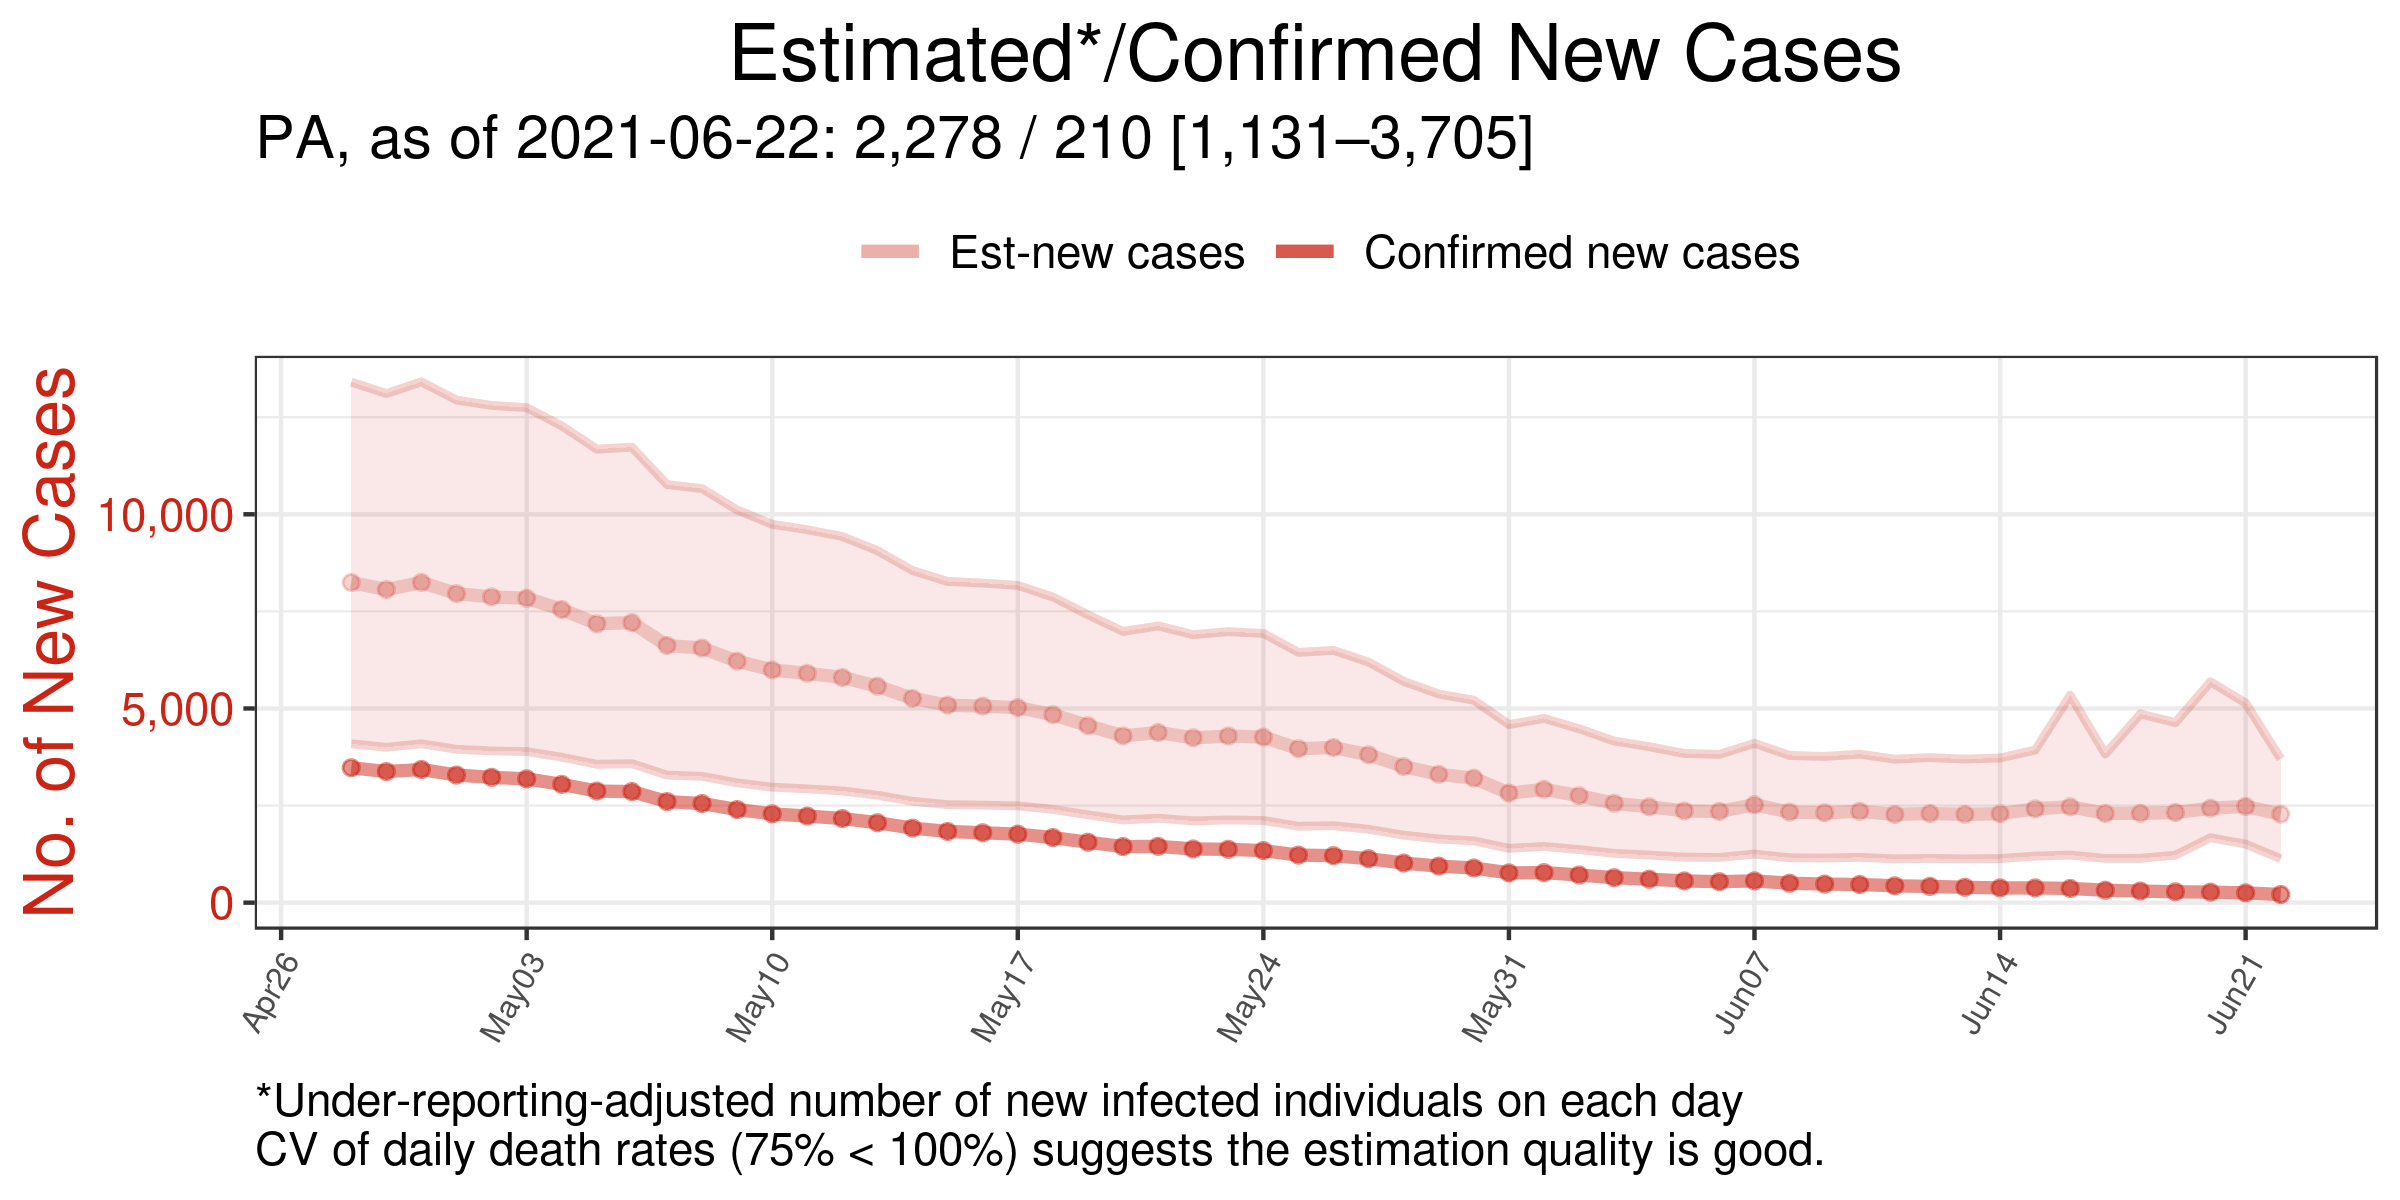 Estimated*/Confirmed New Cases
PA, as of 2021-06-22: 2,278 / 210 [1,131–3,705]
Est-new cases
Confirmed new cases
No. of New Cases
10,000
5,000
0
Apr26
May03
May10
May17
May24
May31
Jun07
Jun14
Jun21
*Under-reporting-adjusted number of new infected individuals on each day
CV of daily death rates (75% < 100%) suggests the estimation quality is good.